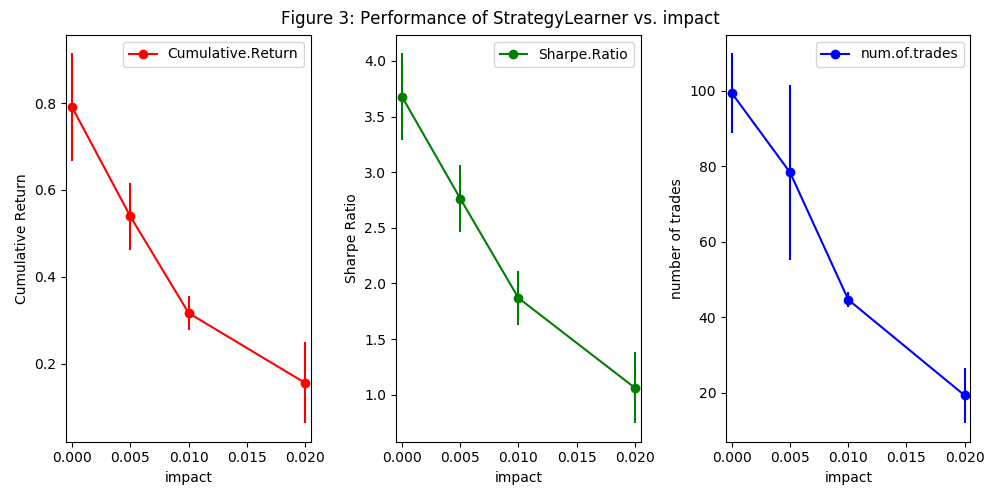 Figure 3: Performance of StrategyLearner vs. impact
Cumulative.Return
Cumulative Return
0.8
0.6
0.4
0.2
0.000 0.005 0.010 0.015 0.020
impact
Sharpe.Ratio
Sharpe Ratio
4.0
3.5
3.0
2.5
2.0
1.5
1.0
0.000 0.005 0.010 0.015 0.020
impact
num.of.trades
number of trades
100
80
60
40
20
0.000 0.005 0.010 0.015 0.020
impact